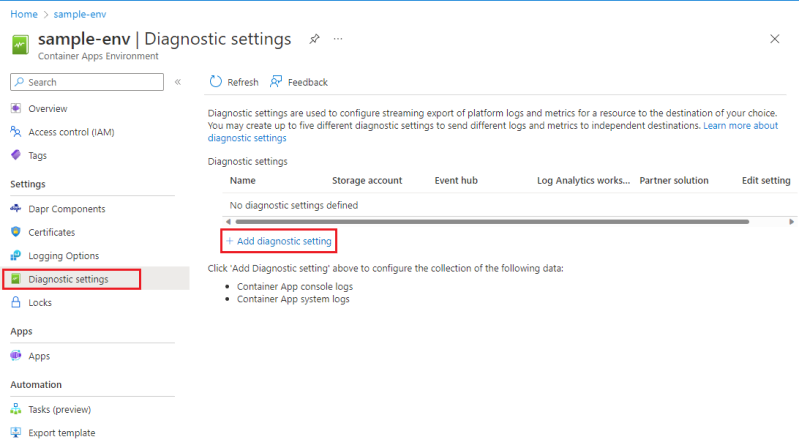 Home > sample-env
sample-env | Diagnostic settings ...
Container Apps Environment
Search
«
Overview
Access control (IAM)
Tags
Settings
Dapr Components
Certificates
Logging Options
Diagnostic settings
Locks
Apps
Apps
Automation
Tasks (preview)
Export template
Refresh Feedback
Diagnostic settings are used to configure streaming export of platform logs and metrics for a resource to the destination of your choice.
You may create up to five different diagnostic settings to send different logs and metrics to independent destinations. Learn more about
diagnostic settings
Diagnostic settings
Name Storage account Event hub Log Analytics works... Partner solution Edit setting
No diagnostic settings defined
+ Add diagnostic setting
Click 'Add Diagnostic setting' above to configure the collection of the following data:
• Container App console logs
• Container App system logs